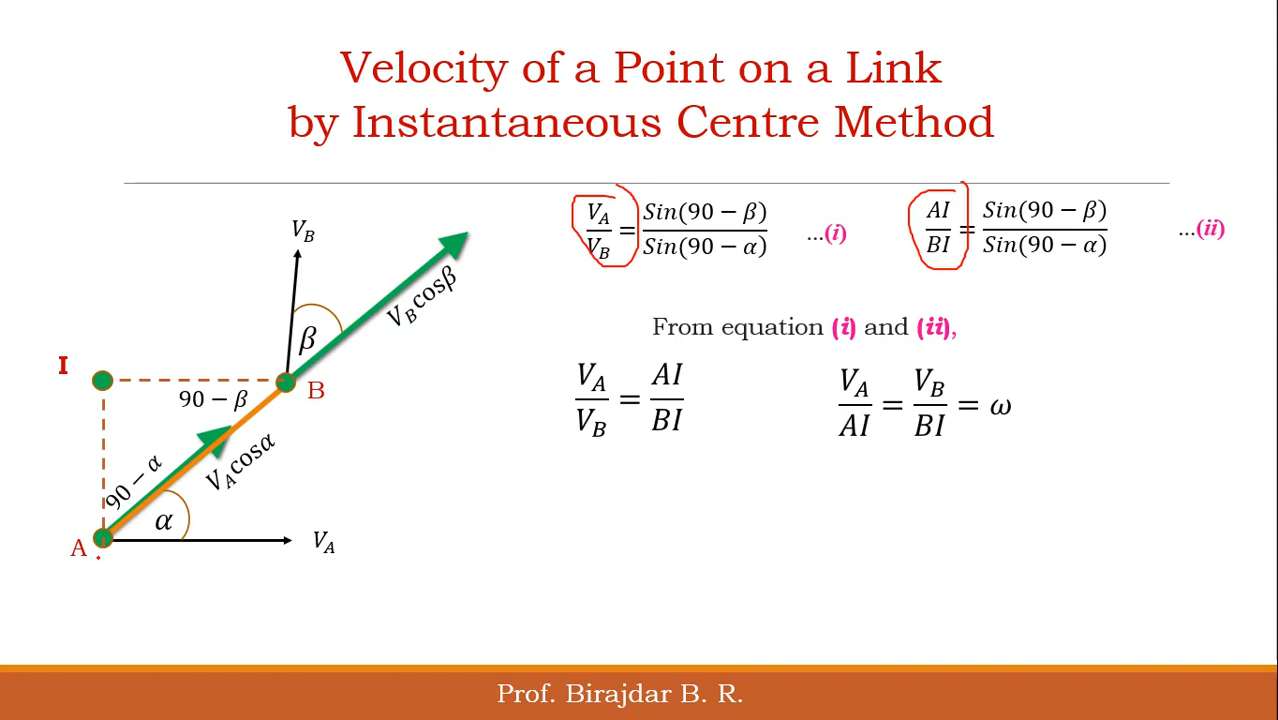 Velocity of a Point on a Link
by Instantaneous Centre Method
V_A/V_B = Sin(90 − β)/Sin(90 − α) ...(i)
AI/BI = Sin(90 − β)/Sin(90 − α) ...(ii)
From equation (i) and (ii),
V_A/V_B = AI/BI
V_A/AI = V_B/BI = ω
V_B
V_B cosβ
β
I
B
90 − β
V_A cosα
90 − α
α
A
V_A
Prof. Birajdar B. R.